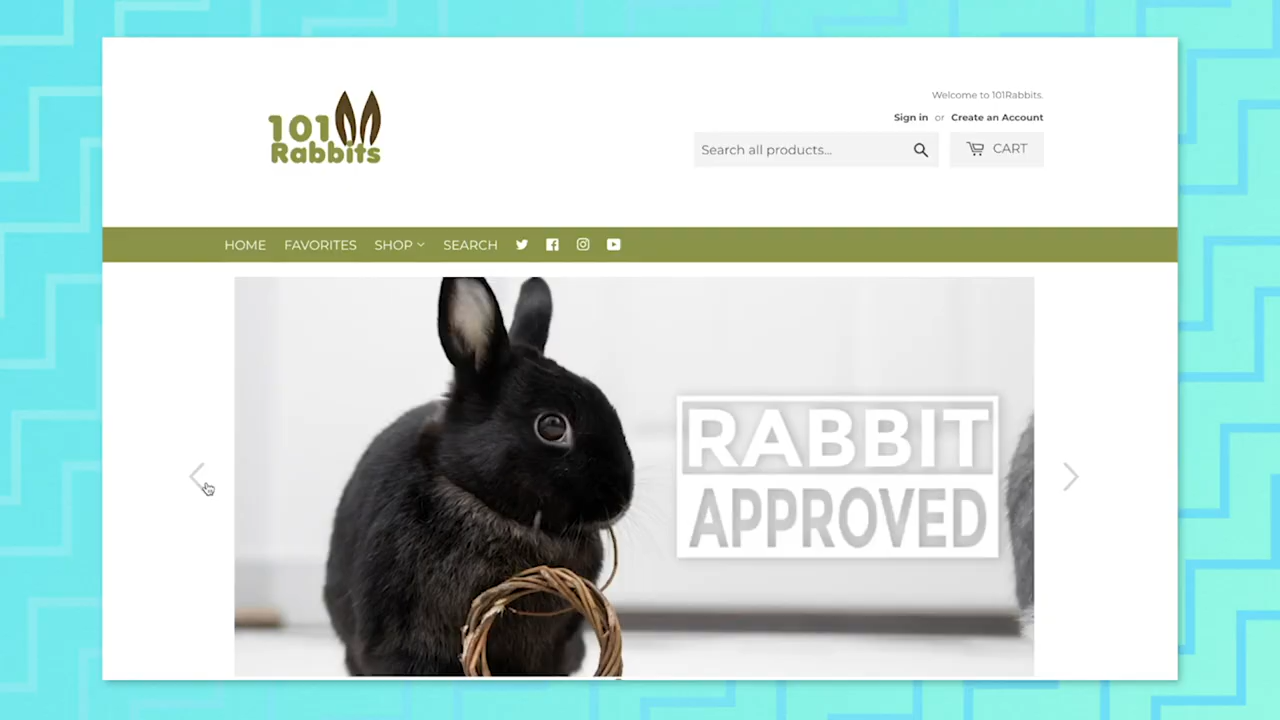 101
Rabbits
Welcome to 101Rabbits.
Sign in or Create an Account
Search all products...
CART
HOME FAVORITES SHOP SEARCH
RABBIT
APPROVED